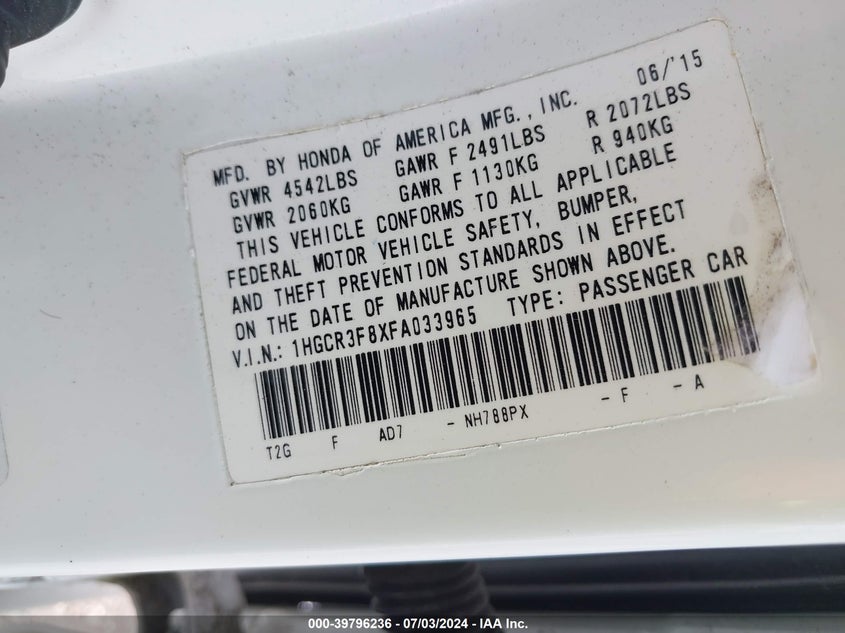 06/'15
MFD. BY HONDA OF AMERICA MFG., INC.
GVWR 4542LBS GAWR F 2491LBS R 2072LBS
GVWR 2060KG GAWR F 1130KG R 940KG
THIS VEHICLE CONFORMS TO ALL APPLICABLE
FEDERAL MOTOR VEHICLE SAFETY, BUMPER,
AND THEFT PREVENTION STANDARDS IN EFFECT
ON THE DATE OF MANUFACTURE SHOWN ABOVE.
V.I.N.: 1HGCR3F8XFA033965 TYPE: PASSENGER CAR
T2G F AD7 - NH788PX - F - A
000-39796236 - 07/03/2024 - IAA Inc.